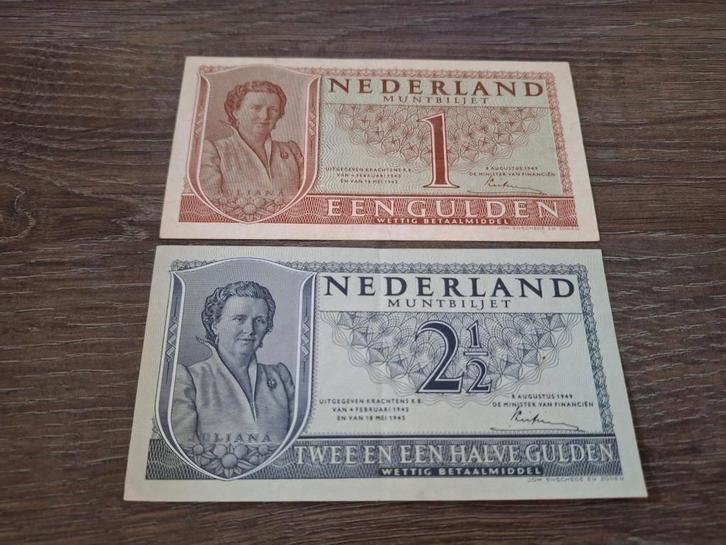 NEDERLAND
MUNTBILJET
1
UITGEGEVEN KRACHTENS K.B.
VAN 4 FEBRUARI 1943
EN VAN 18 MEI 1945
8 AUGUSTUS 1949
DE MINISTER VAN FINANCIËN
JULIANA
EEN GULDEN
WETTIG BETAALMIDDEL
JOH. ENSCHEDE EN ZONEN
NEDERLAND
MUNTBILJET
2½
UITGEGEVEN KRACHTENS K.B.
VAN 4 FEBRUARI 1943
EN VAN 18 MEI 1945
8 AUGUSTUS 1949
DE MINISTER VAN FINANCIËN
JULIANA
TWEE EN EEN HALVE GULDEN
WETTIG BETAALMIDDEL
JOH. ENSCHEDE EN ZONEN